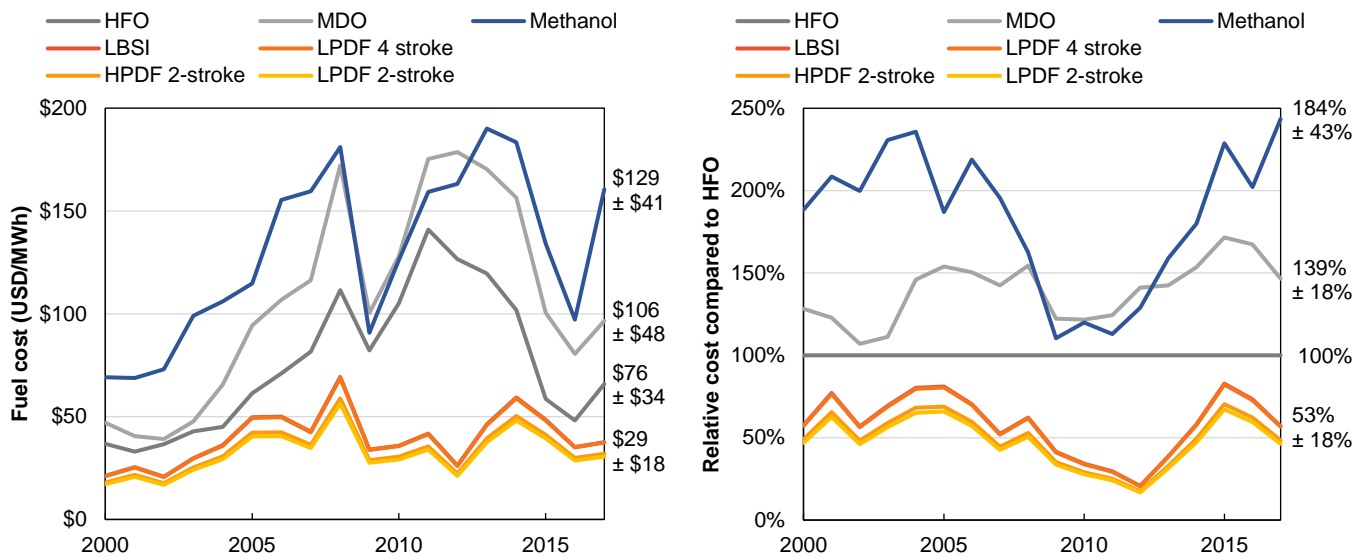 HFO MDO Methanol
LBSI LPDF 4 stroke
HPDF 2-stroke LPDF 2-stroke
Fuel cost (USD/MWh)
$200
$150
$100
$50
$0
2000 2005 2010 2015
$129
± $41
$106
± $48
$76
± $34
$29
± $18
HFO MDO Methanol
LBSI LPDF 4 stroke
HPDF 2-stroke LPDF 2-stroke
Relative cost compared to HFO
250%
200%
150%
100%
50%
0%
2000 2005 2010 2015
184%
± 43%
139%
± 18%
100%
53%
± 18%